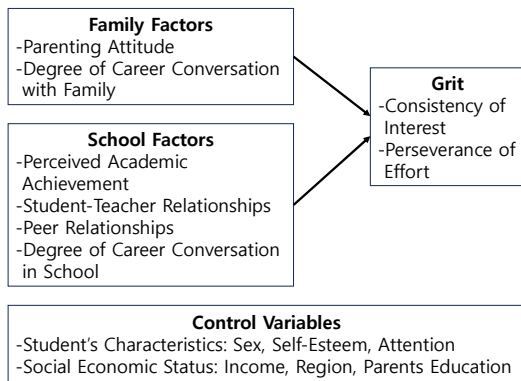 Family Factors
-Parenting Attitude
-Degree of Career Conversation
with Family
School Factors
-Perceived Academic
Achievement
-Student-Teacher Relationships
-Peer Relationships
-Degree of Career Conversation
in School
Grit
-Consistency of
Interest
-Perseverance of
Effort
Control Variables
-Student's Characteristics: Sex, Self-Esteem, Attention
-Social Economic Status: Income, Region, Parents Education